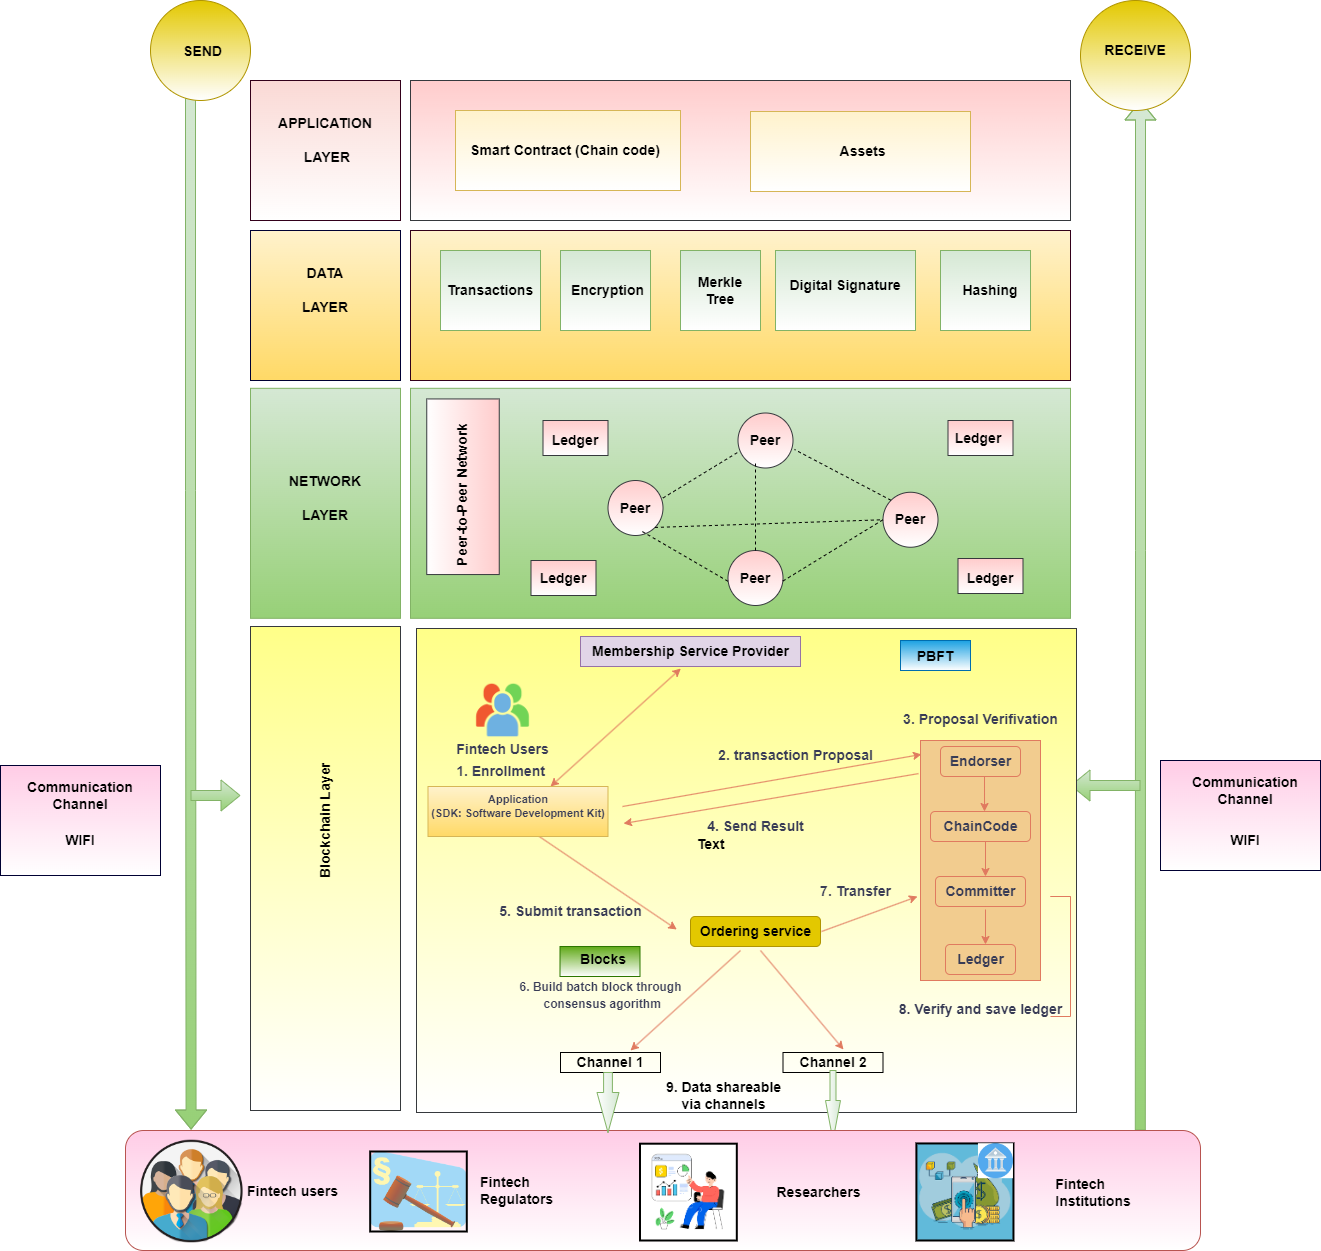 SEND
RECEIVE
APPLICATION
LAYER
Smart Contract (Chain code)
Assets
DATA
LAYER
Transactions
Encryption
Merkle
Tree
Digital Signature
Hashing
NETWORK
LAYER
Peer-to-Peer Network
Ledger
Peer
Ledger
Peer
Peer
Ledger
Peer
Ledger
Blockchain Layer
Membership Service Provider
PBFT
Fintech Users
1. Enrollment
Application
(SDK: Software Development Kit)
2. transaction Proposal
3. Proposal Verifivation
Endorser
ChainCode
Committer
Ledger
4. Send Result
Text
5. Submit transaction
7. Transfer
Ordering service
Blocks
6. Build batch block through
consensus agorithm
8. Verify and save ledger
Channel 1
Channel 2
9. Data shareable
via channels
Communication
Channel
WIFI
Communication
Channel
WIFI
Fintech users
§
Fintech
Regulators
Researchers
Fintech
Institutions